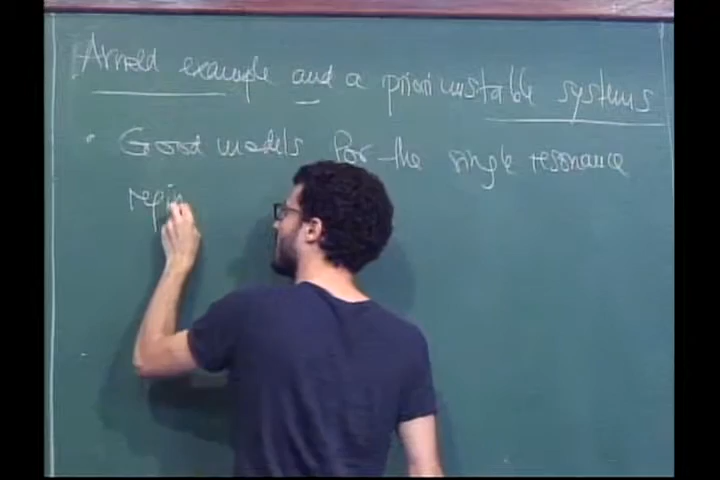 Arnold example and a priori unstable systems
• Good models for the single resonance
regim